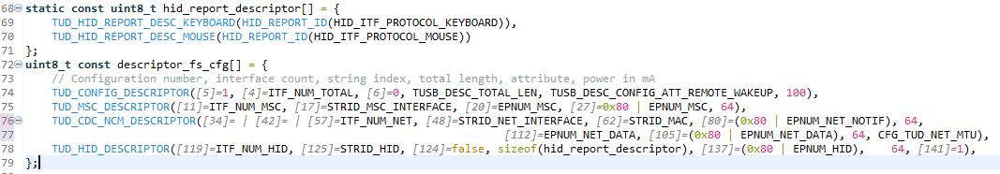 68 static const uint8_t hid_report_descriptor[] = {
69 TUD_HID_REPORT_DESC_KEYBOARD(HID_REPORT_ID(HID_ITF_PROTOCOL_KEYBOARD)),
70 TUD_HID_REPORT_DESC_MOUSE(HID_REPORT_ID(HID_ITF_PROTOCOL_MOUSE))
71 };
72 uint8_t const descriptor_fs_cfg[] = {
73 // Configuration number, interface count, string index, total length, attribute, power in mA
74 TUD_CONFIG_DESCRIPTOR([5]=1, [4]=ITF_NUM_TOTAL, [6]=0, TUSB_DESC_TOTAL_LEN, TUSB_DESC_CONFIG_ATT_REMOTE_WAKEUP, 100),
75 TUD_MSC_DESCRIPTOR([11]=ITF_NUM_MSC, [17]=STRID_MSC_INTERFACE, [20]=EPNUM_MSC, [27]=0x80 | EPNUM_MSC, 64),
76 TUD_CDC_NCM_DESCRIPTOR([34]= | [42]= | [57]=ITF_NUM_NET, [48]=STRID_NET_INTERFACE, [62]=STRID_MAC, [80]=(0x80 | EPNUM_NET_NOTIF), 64,
77 [112]=EPNUM_NET_DATA, [105]=(0x80 | EPNUM_NET_DATA), 64, CFG_TUD_NET_MTU),
78 TUD_HID_DESCRIPTOR([119]=ITF_NUM_HID, [125]=STRID_HID, [124]=false, sizeof(hid_report_descriptor), [137]=(0x80 | EPNUM_HID), 64, [141]=1),
79 };